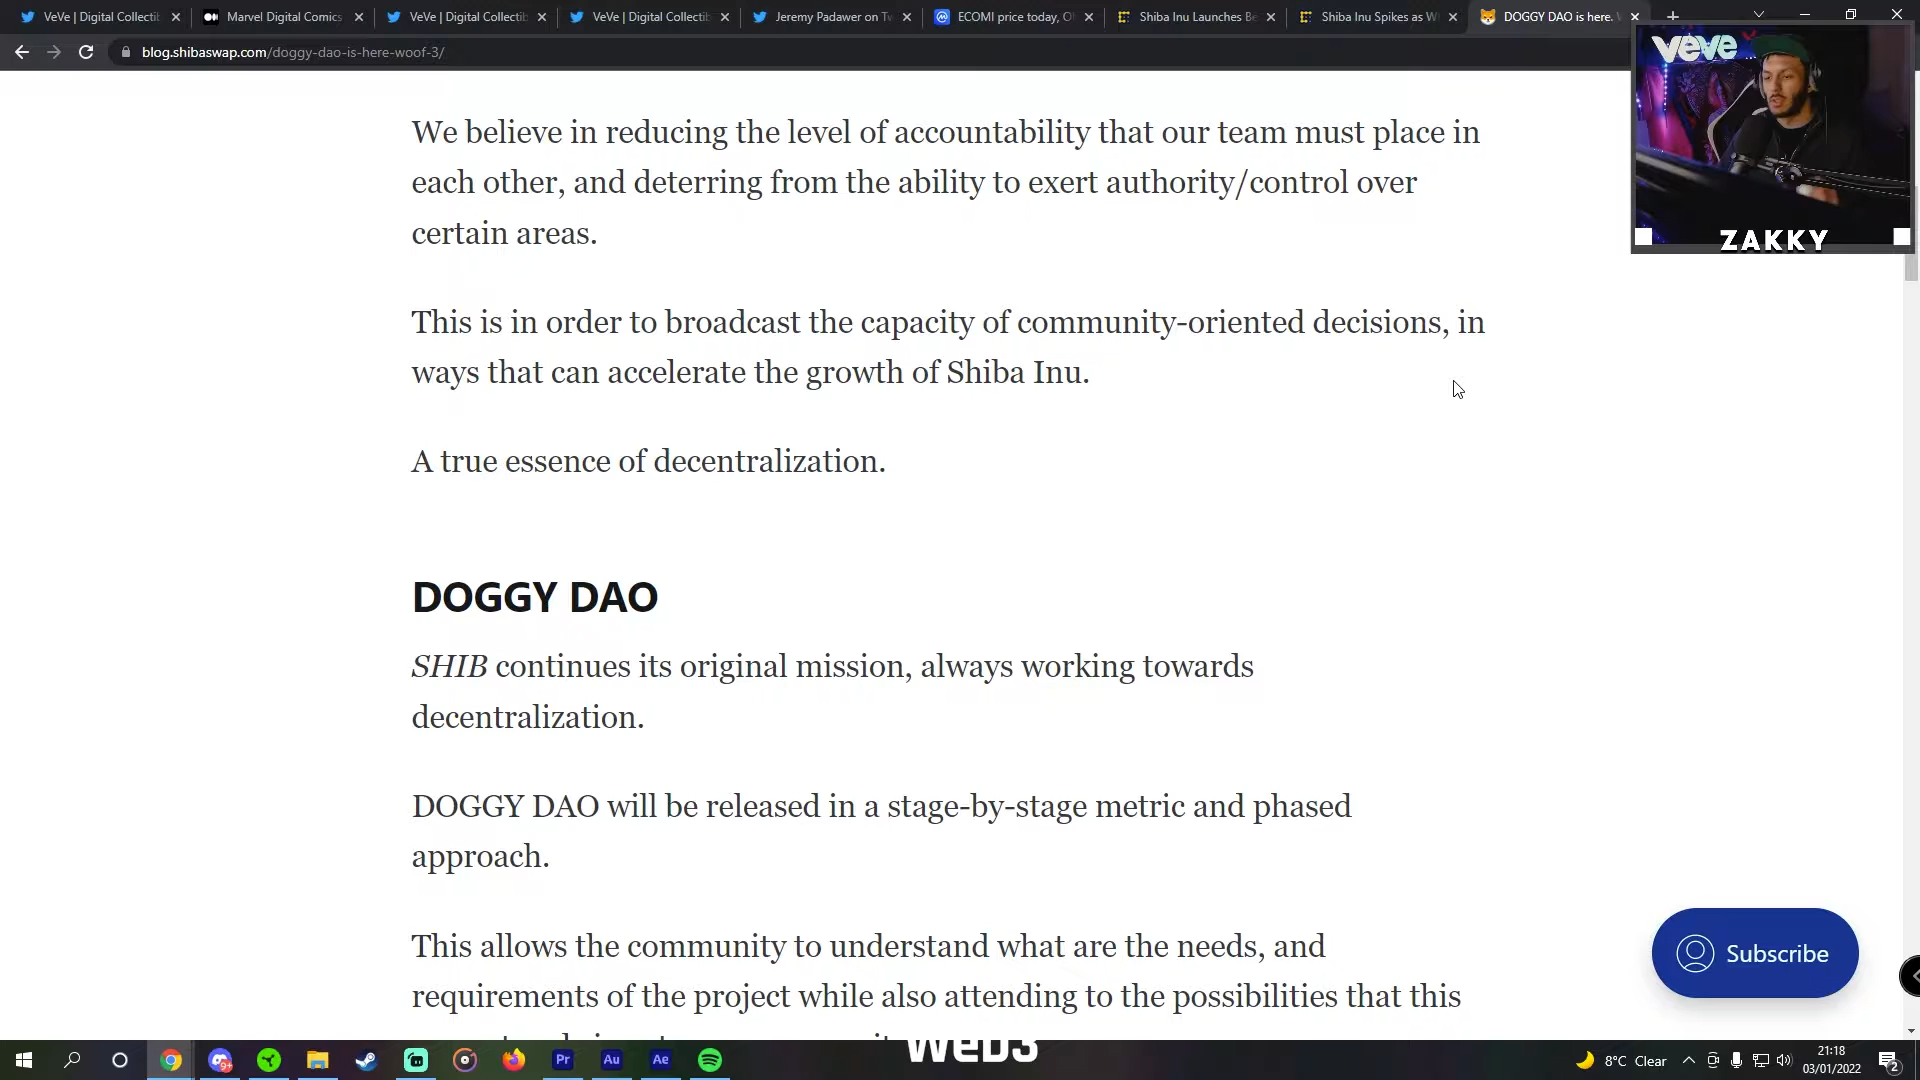 VeVe | Digital Collectib
Marvel Digital Comics
VeVe | Digital Collectib
VeVe | Digital Collectib
Jeremy Padawer on Tw
ECOMI price today, O
Shiba Inu Launches Be
Shiba Inu Spikes as W
DOGGY DAO is here.
blog.shibaswap.com/doggy-dao-is-here-woof-3/
veve
ZAKKY
We believe in reducing the level of accountability that our team must place in
each other, and deterring from the ability to exert authority/control over
certain areas.
This is in order to broadcast the capacity of community-oriented decisions, in
ways that can accelerate the growth of Shiba Inu.
A true essence of decentralization.
DOGGY DAO
SHIB continues its original mission, always working towards
decentralization.
DOGGY DAO will be released in a stage-by-stage metric and phased
approach.
This allows the community to understand what are the needs, and
requirements of the project while also attending to the possibilities that this
Subscribe
Web3
9+
Pr
Au
Ae
8°C Clear
21:18
03/01/2022
2